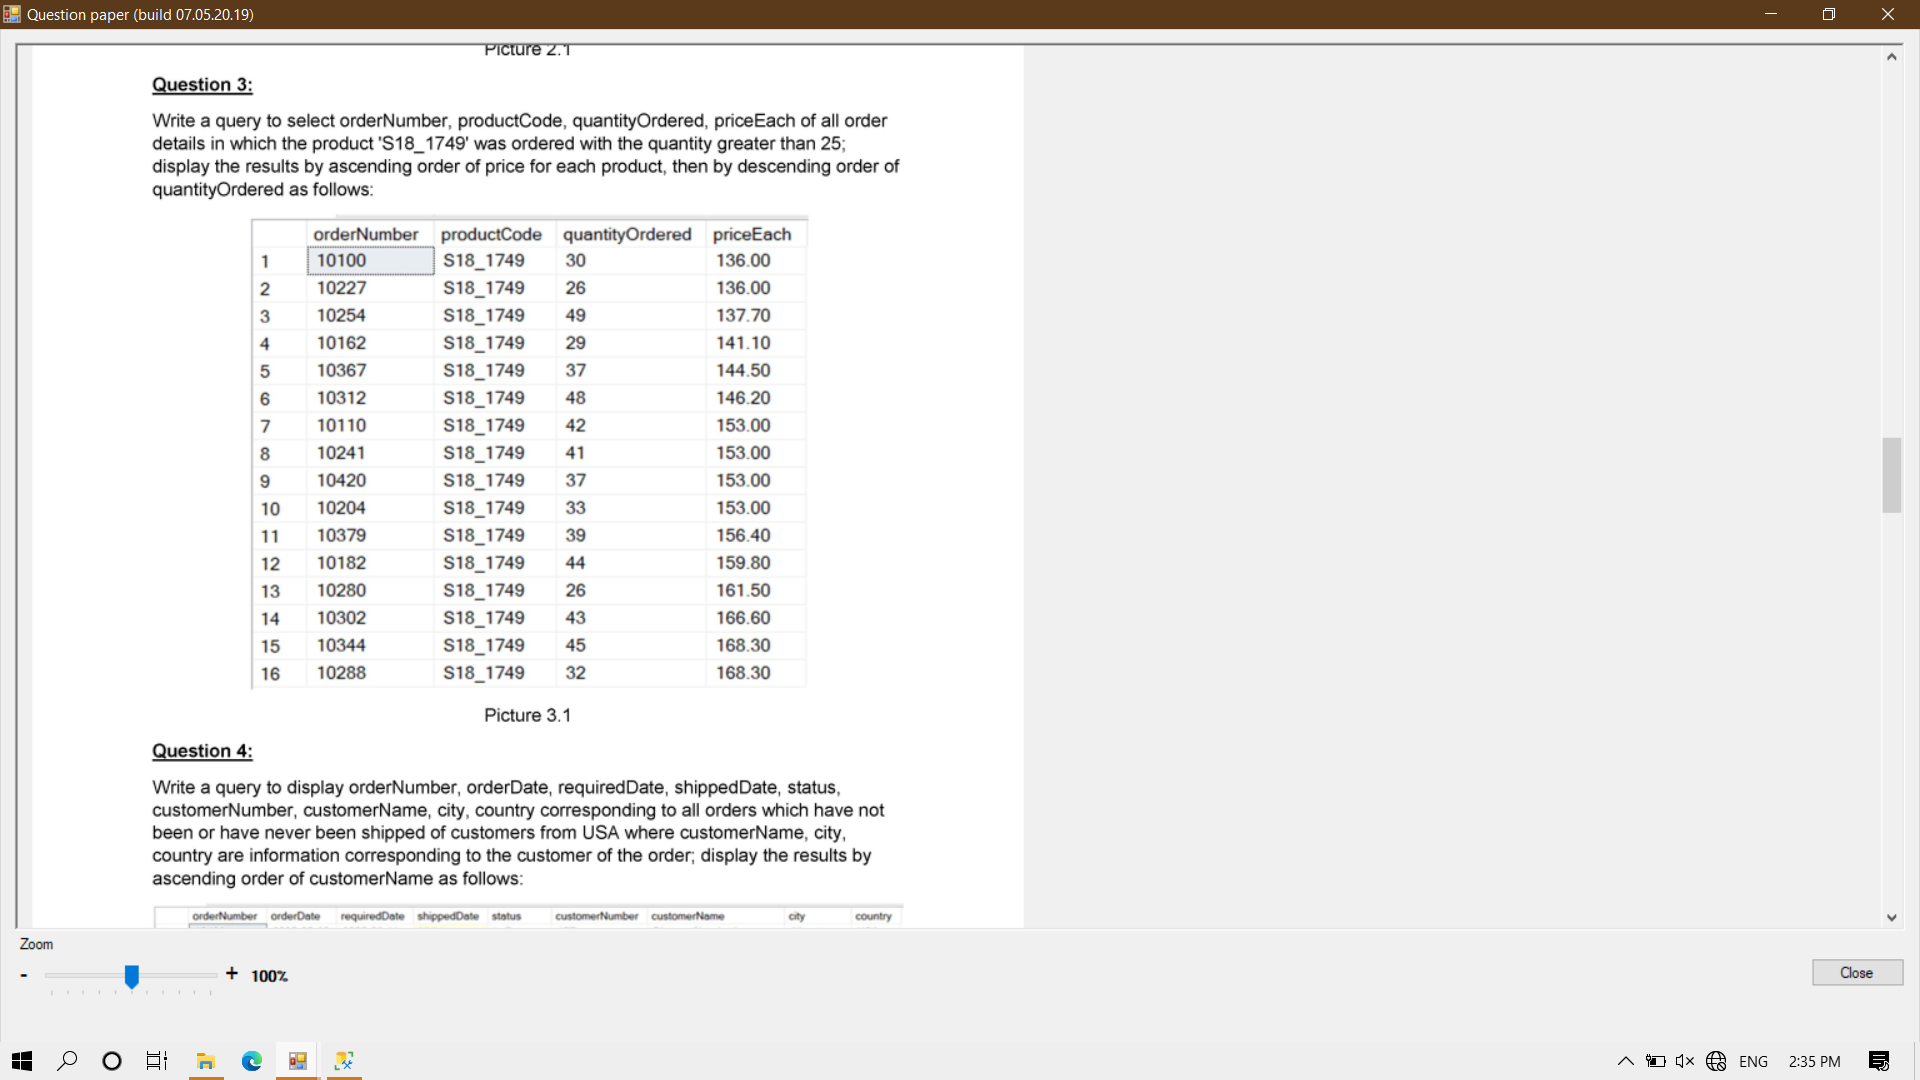 Question paper (build 07.05.20.19)
Picture 2.1
Question 3:
Write a query to select orderNumber, productCode, quantityOrdered, priceEach of all order
details in which the product 'S18_1749' was ordered with the quantity greater than 25;
display the results by ascending order of price for each product, then by descending order of
quantityOrdered as follows:
orderNumber productCode quantityOrdered priceEach
1 10100 S18_1749 30 136.00
2 10227 S18_1749 26 136.00
3 10254 S18_1749 49 137.70
4 10162 S18_1749 29 141.10
5 10367 S18_1749 37 144.50
6 10312 S18_1749 48 146.20
7 10110 S18_1749 42 153.00
8 10241 S18_1749 41 153.00
9 10420 S18_1749 37 153.00
10 10204 S18_1749 33 153.00
11 10379 S18_1749 39 156.40
12 10182 S18_1749 44 159.80
13 10280 S18_1749 26 161.50
14 10302 S18_1749 43 166.60
15 10344 S18_1749 45 168.30
16 10288 S18_1749 32 168.30
Picture 3.1
Question 4:
Write a query to display orderNumber, orderDate, requiredDate, shippedDate, status,
customerNumber, customerName, city, country corresponding to all orders which have not
been or have never been shipped of customers from USA where customerName, city,
country are information corresponding to the customer of the order; display the results by
ascending order of customerName as follows:
orderNumber orderDate requiredDate shippedDate status customerNumber customerName city country
Zoom
- + 100%
Close
ENG 2:35 PM